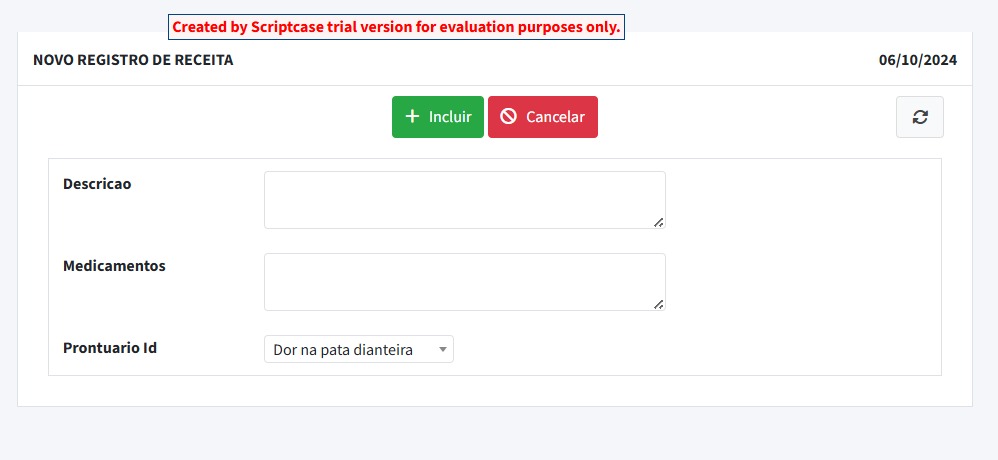 Created by Scriptcase trial version for evaluation purposes only.
NOVO REGISTRO DE RECEITA 06/10/2024
Incluir Cancelar
Descricao
Medicamentos
Prontuario Id Dor na pata dianteira